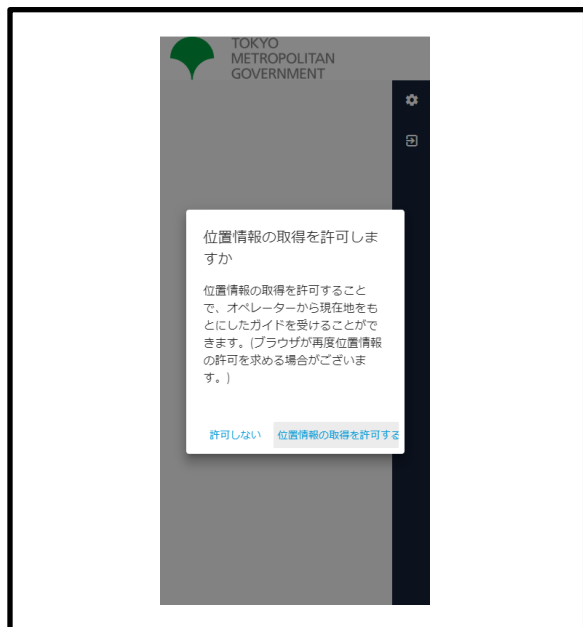 TOKYO
METROPOLITAN
GOVERNMENT
位置情報の取得を許可しま
すか
位置情報の取得を許可すること
で、オペレーターから現在地をも
とにしたガイドを受けることがで
きます。(ブラウザが再度位置情報
の許可を求める場合がございま
す。)
許可しない 位置情報の取得を許可する